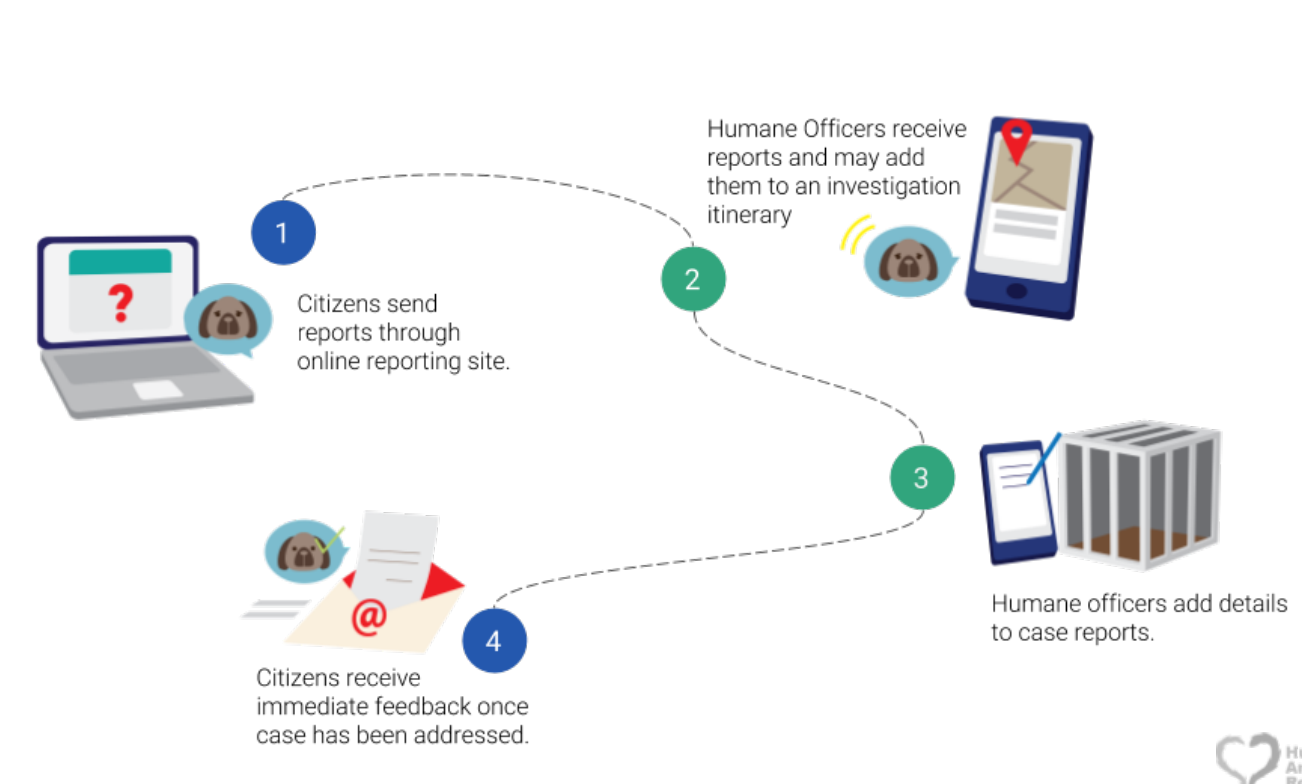 1
Citizens send
reports through
online reporting site.
Humane Officers receive
reports and may add
them to an investigation
itinerary
2
3
Humane officers add details
to case reports.
?
@
4
Citizens receive
immediate feedback once
case has been addressed.